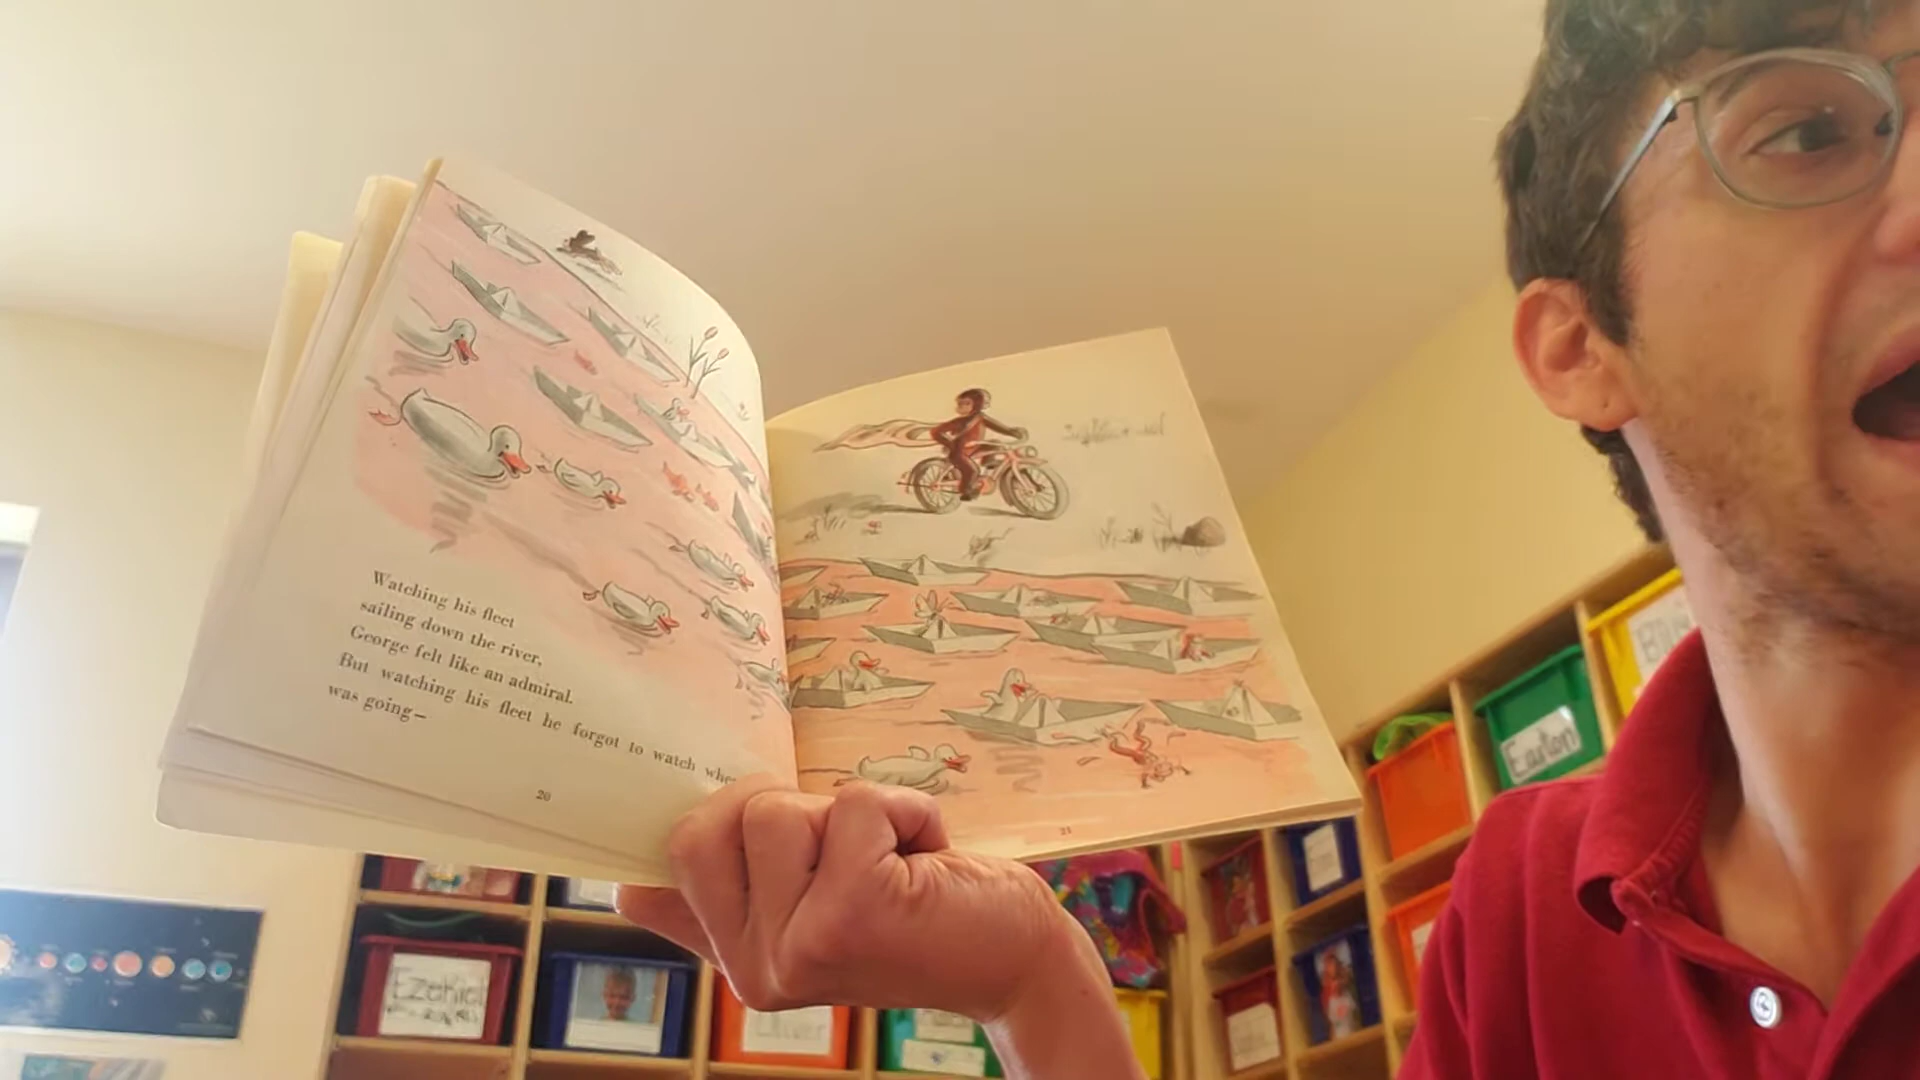 Watching his fleet
sailing down the river,
George felt like an admiral.
But watching his fleet he forgot to watch
was going—
20
21
Easton
Ezekiel
Oliver